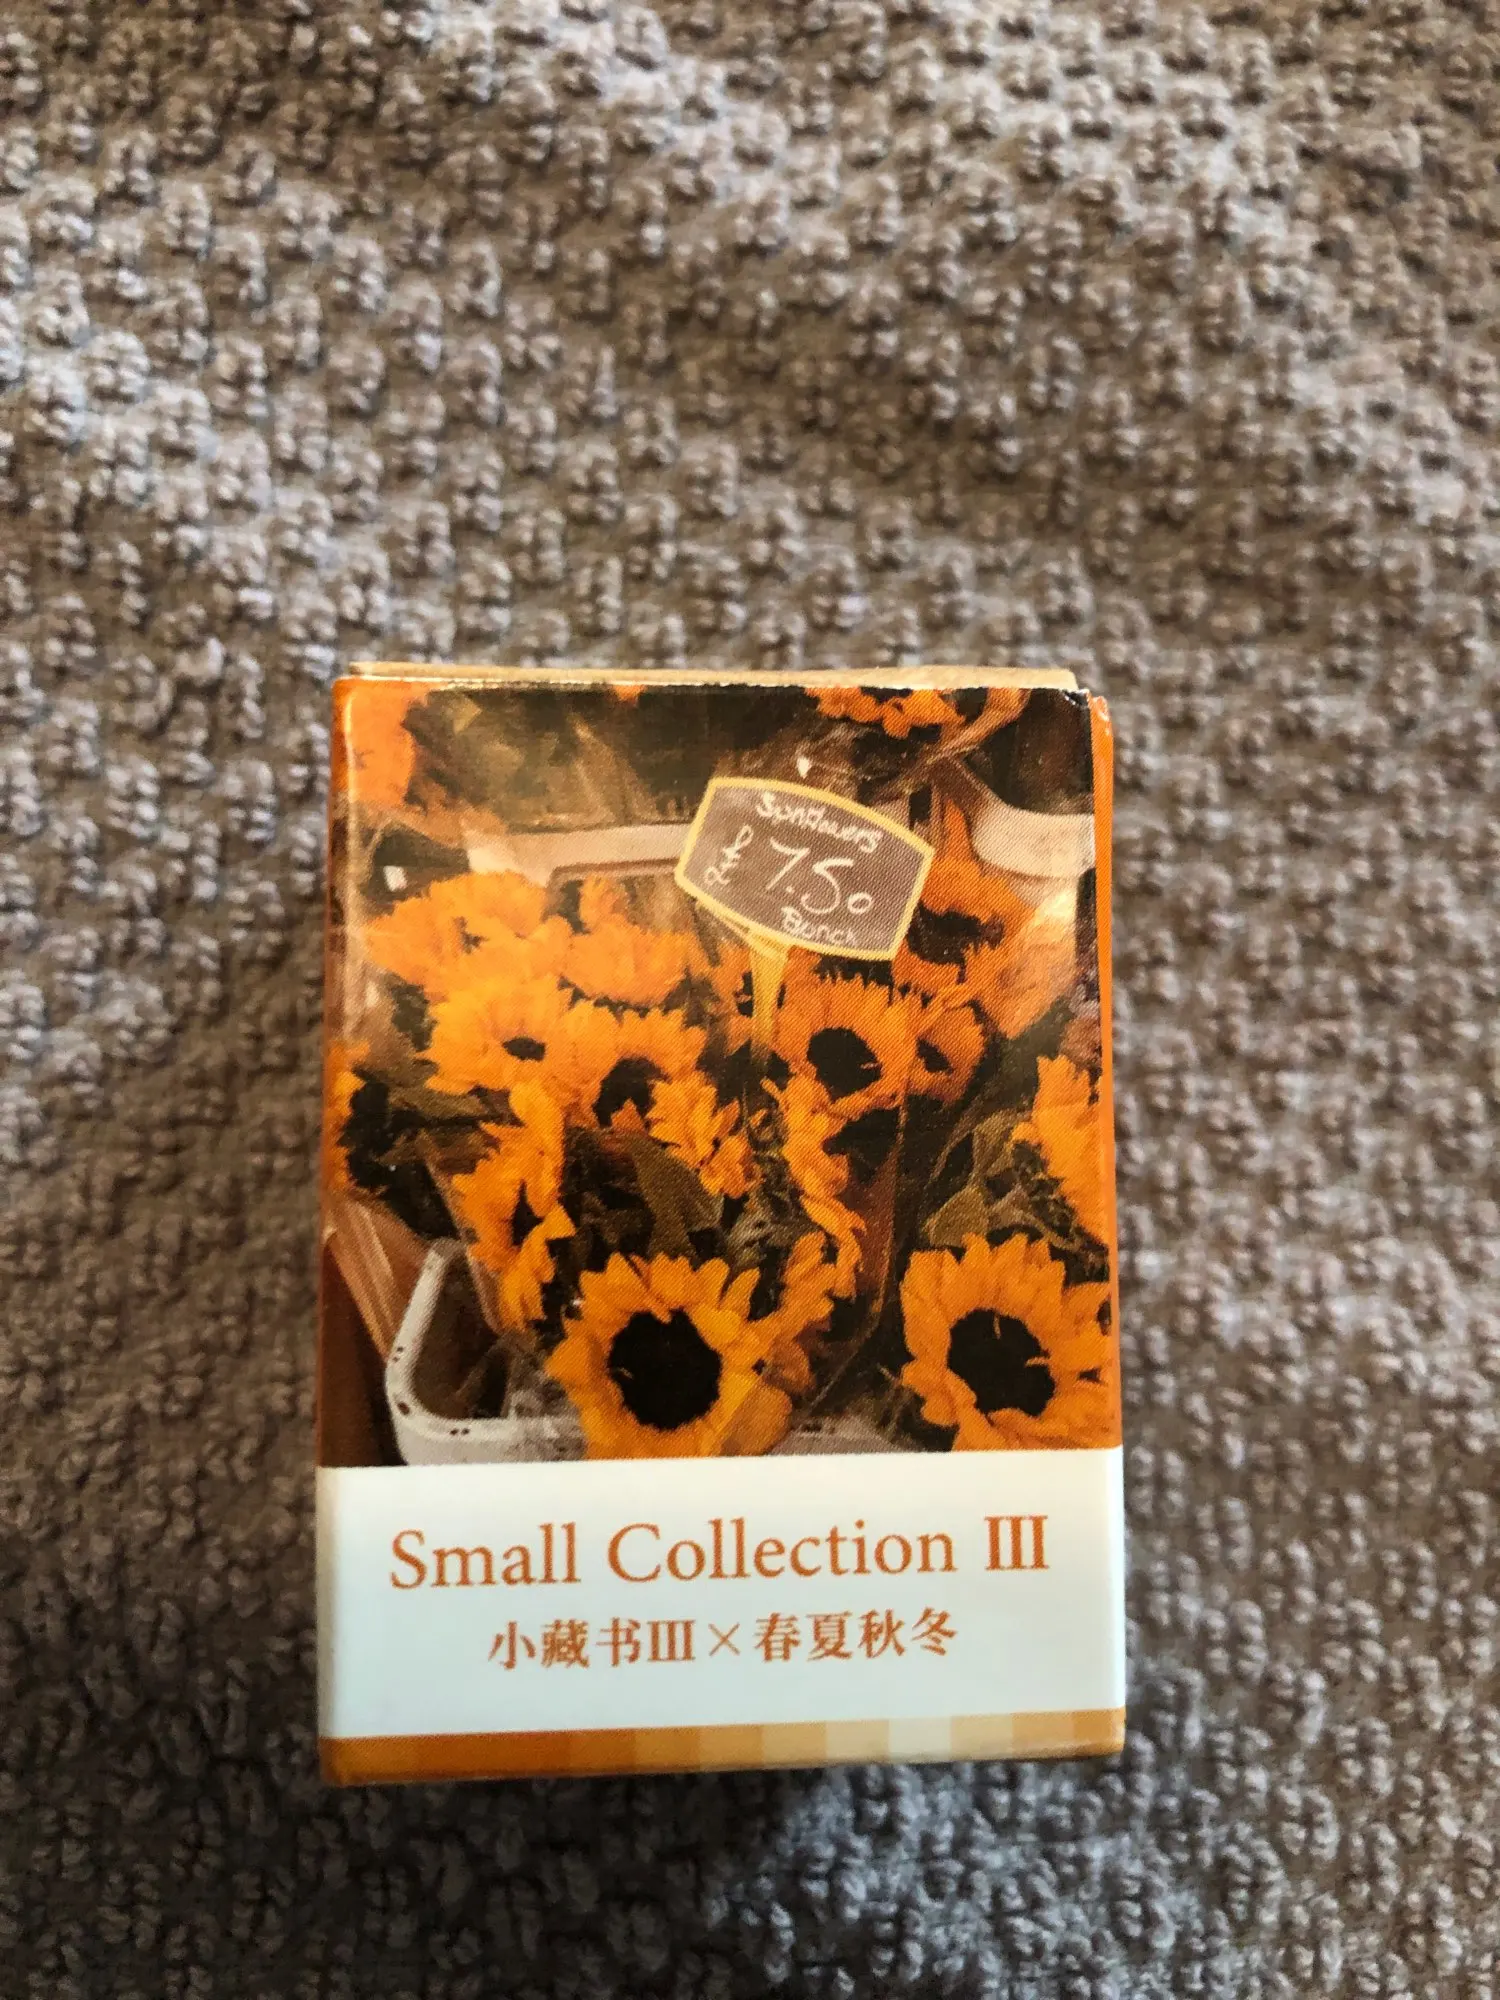 Sunflowers
7.50
Bunch
Small Collection III
小藏书III×春夏秋冬